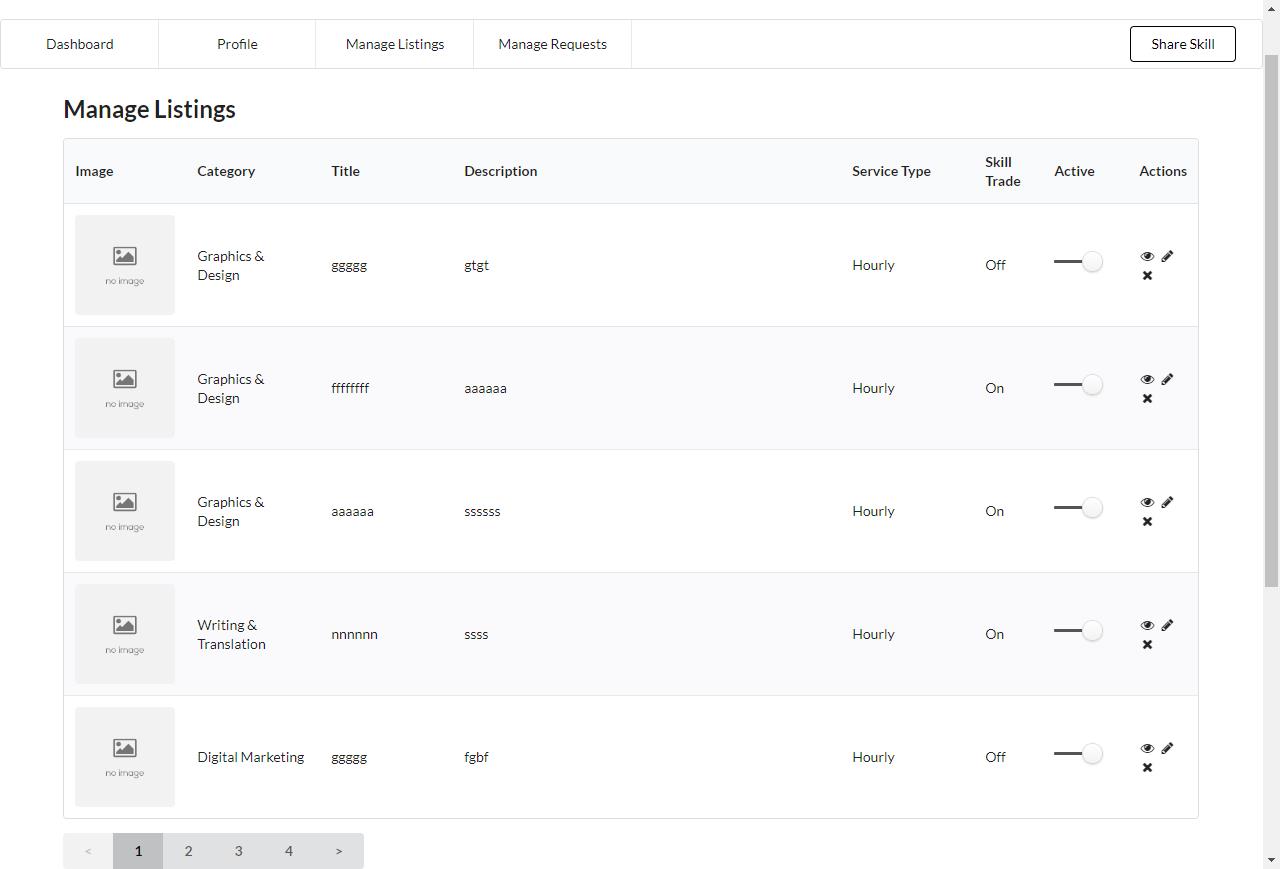 Dashboard Profile Manage Listings Manage Requests Share Skill
Manage Listings
Image Category Title Description Service Type Skill Trade Active Actions
no image Graphics & Design ggggg gtgt Hourly Off
no image Graphics & Design ffffffff aaaaaa Hourly On
no image Graphics & Design aaaaaa ssssss Hourly On
no image Writing & Translation nnnnnn ssss Hourly On
no image Digital Marketing ggggg fgbf Hourly Off
< 1 2 3 4 >